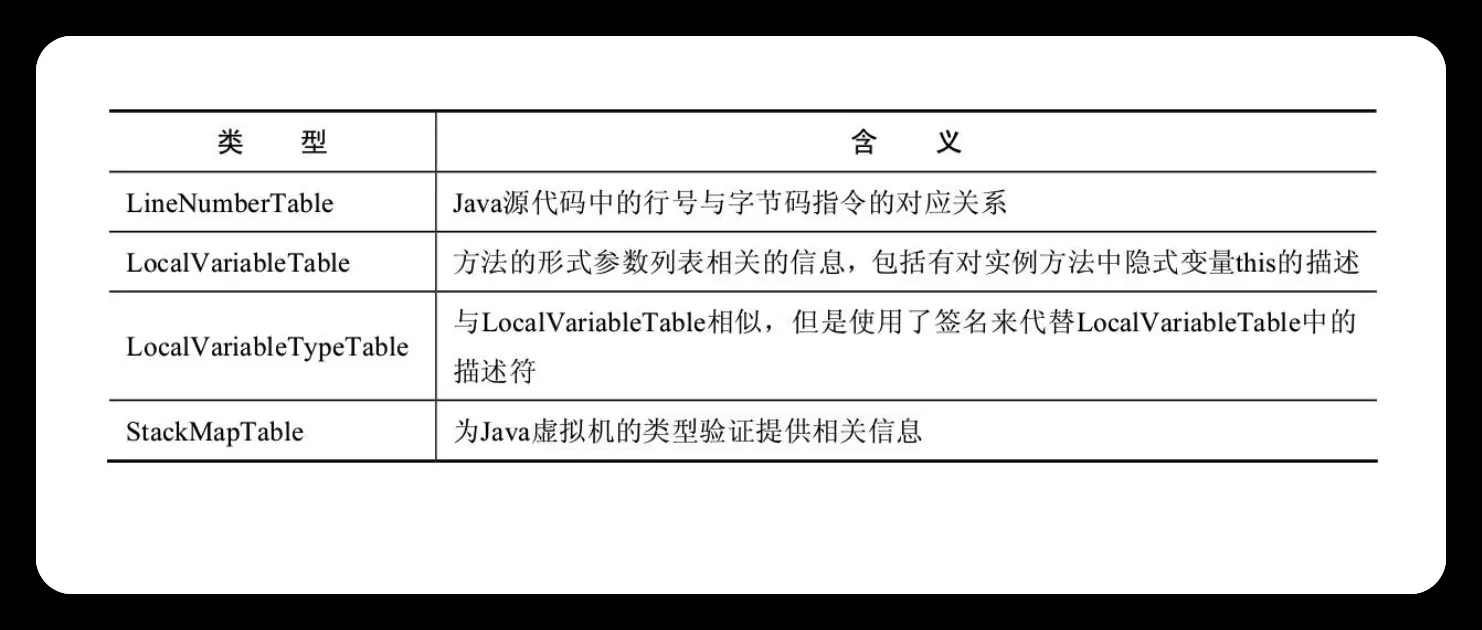 类 型 含 义
LineNumberTable Java源代码中的行号与字节码指令的对应关系
LocalVariableTable 方法的形式参数列表相关的信息，包括有对实例方法中隐式变量this的描述
LocalVariableTypeTable 与LocalVariableTable相似，但是使用了签名来代替LocalVariableTable中的
描述符
StackMapTable 为Java虚拟机的类型验证提供相关信息